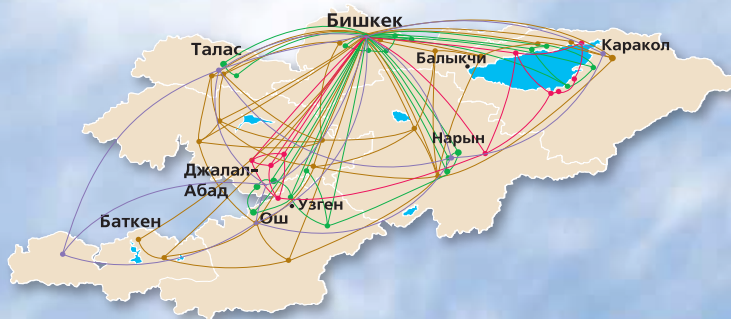 Бишкек
Талас
Каракол
Балыкчи
Нарын
Джалал-
Абад
Узген
Ош
Баткен